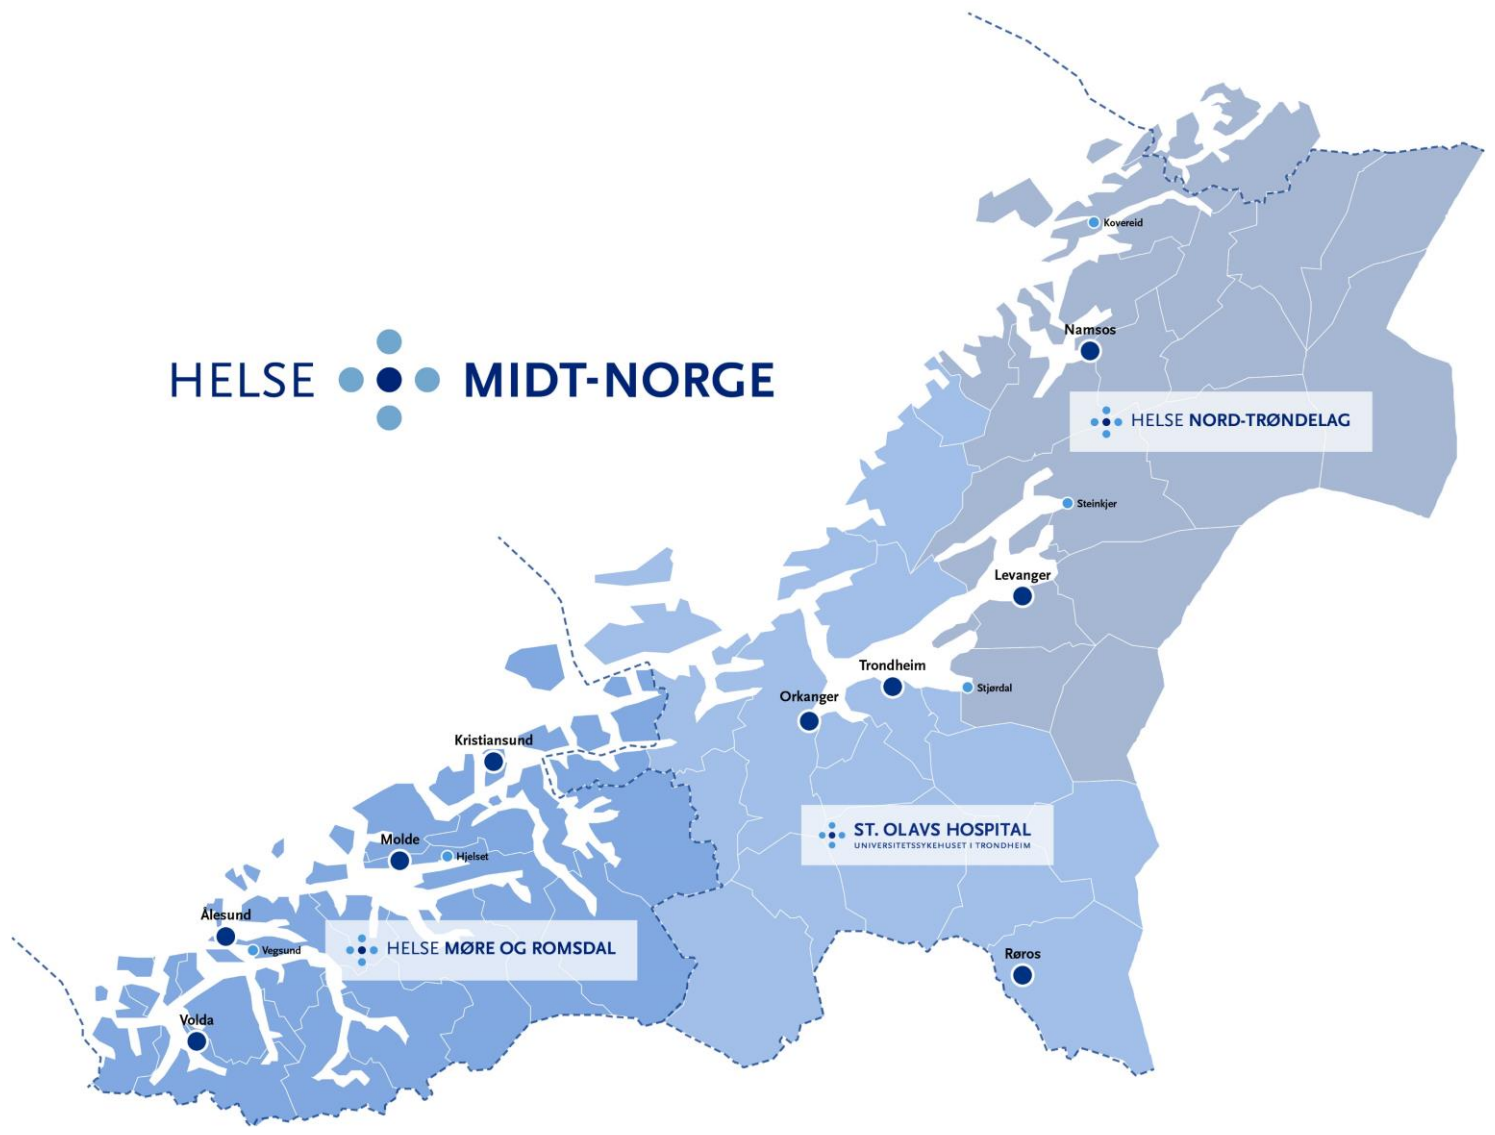 Kovereid
Namsos
HELSE MIDT-NORGE
HELSE NORD-TRØNDELAG
Steinkjer
Levanger
Trondheim
Stjørdal
Orkanger
Kristiansund
ST. OLAVS HOSPITAL
UNIVERSITETSSYKEHUSET I TRONDHEIM
Molde
Hjelset
Ålesund
Vegsund
HELSE MØRE OG ROMSDAL
Røros
Volda